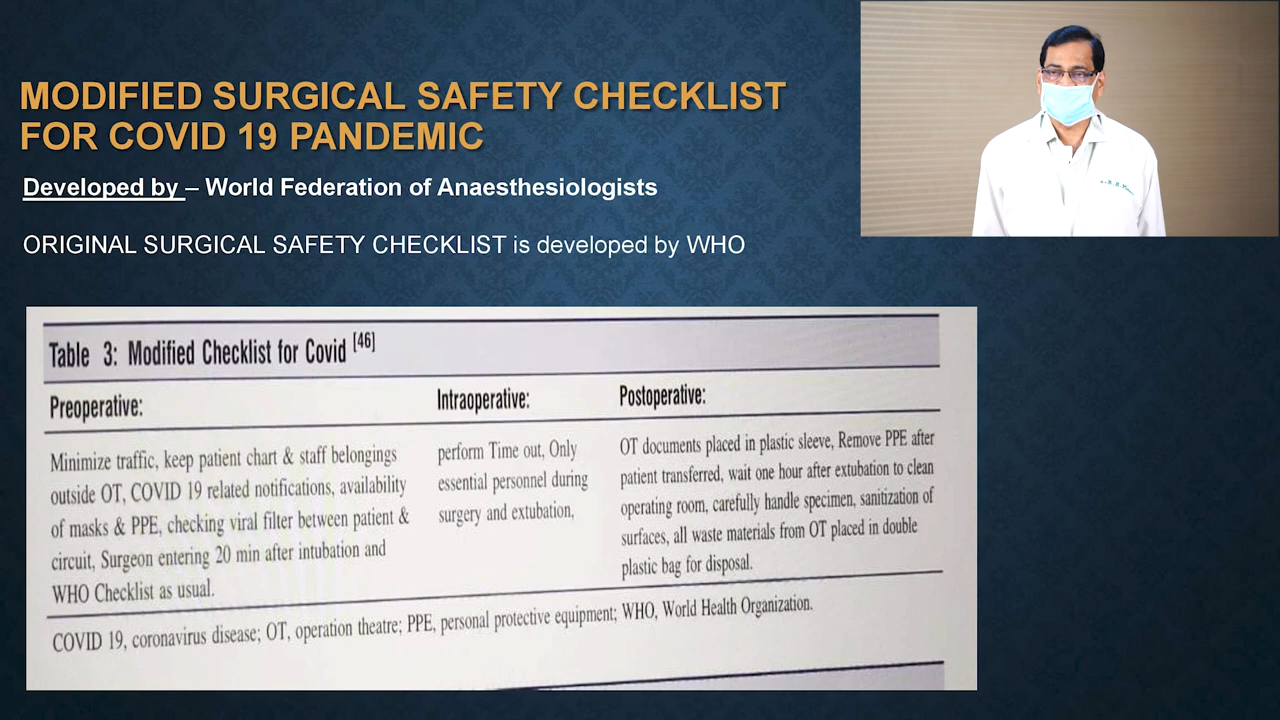 MODIFIED SURGICAL SAFETY CHECKLIST
FOR COVID 19 PANDEMIC
Developed by – World Federation of Anaesthesiologists
ORIGINAL SURGICAL SAFETY CHECKLIST is developed by WHO
Table 3: Modified Checklist for Covid [46]
Preoperative:
Minimize traffic, keep patient chart & staff belongings
outside OT, COVID 19 related notifications, availability
of masks & PPE, checking viral filter between patient &
circuit, Surgeon entering 20 min after intubation and
WHO Checklist as usual.
Intraoperative:
perform Time out, Only
essential personnel during
surgery and extubation,
Postoperative:
OT documents placed in plastic sleeve, Remove PPE after
patient transferred, wait one hour after extubation to clean
operating room, carefully handle specimen, sanitization of
surfaces, all waste materials from OT placed in double
plastic bag for disposal.
COVID 19, coronavirus disease; OT, operation theatre; PPE, personal protective equipment; WHO, World Health Organization.